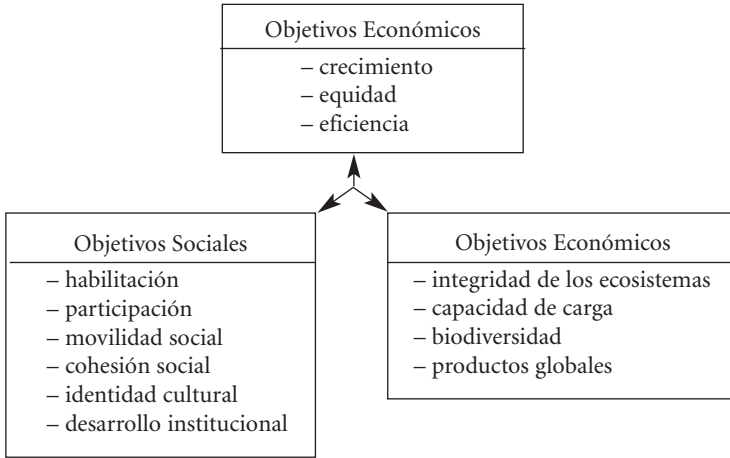 Objetivos Económicos
– crecimiento
– equidad
– eficiencia
Objetivos Sociales
– habilitación
– participación
– movilidad social
– cohesión social
– identidad cultural
– desarrollo institucional
Objetivos Económicos
– integridad de los ecosistemas
– capacidad de carga
– biodiversidad
– productos globales